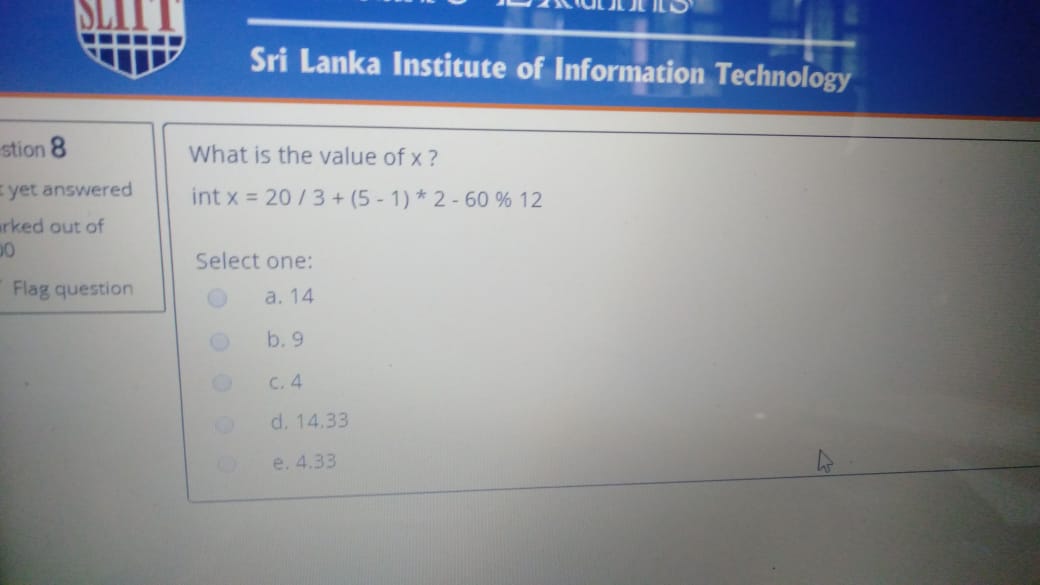 SLIIT
Sri Lanka Institute of Information Technology
stion 8
yet answered
rked out of
00
Flag question
What is the value of x ?
int x = 20 / 3 + (5 - 1) * 2 - 60 % 12
Select one:
a. 14
b. 9
c. 4
d. 14.33
e. 4.33